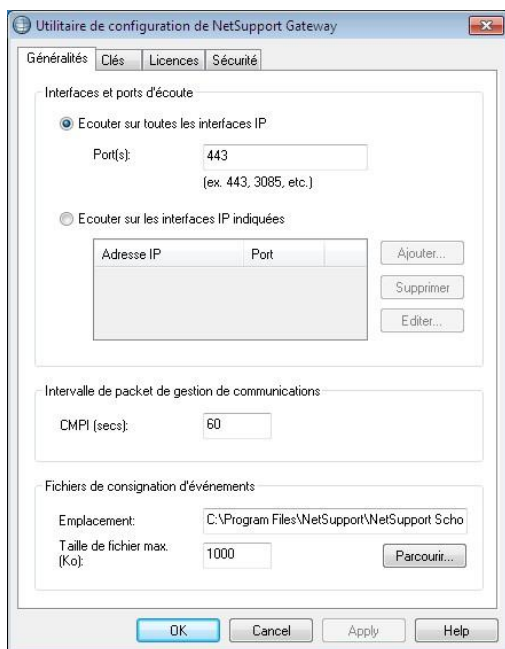 Utilitaire de configuration de NetSupport Gateway
Généralités Clés Licences Sécurité
Interfaces et ports d'écoute
Ecouter sur toutes les interfaces IP
Port(s): 443
(ex. 443, 3085, etc.)
Ecouter sur les interfaces IP indiquées
Adresse IP Port
Ajouter...
Supprimer
Editer...
Intervalle de packet de gestion de communications
CMPI (secs): 60
Fichiers de consignation d'événements
Emplacement: C:\Program Files\NetSupport\NetSupport Scho
Taille de fichier max.
(Ko): 1000 Parcourir...
OK Cancel Apply Help